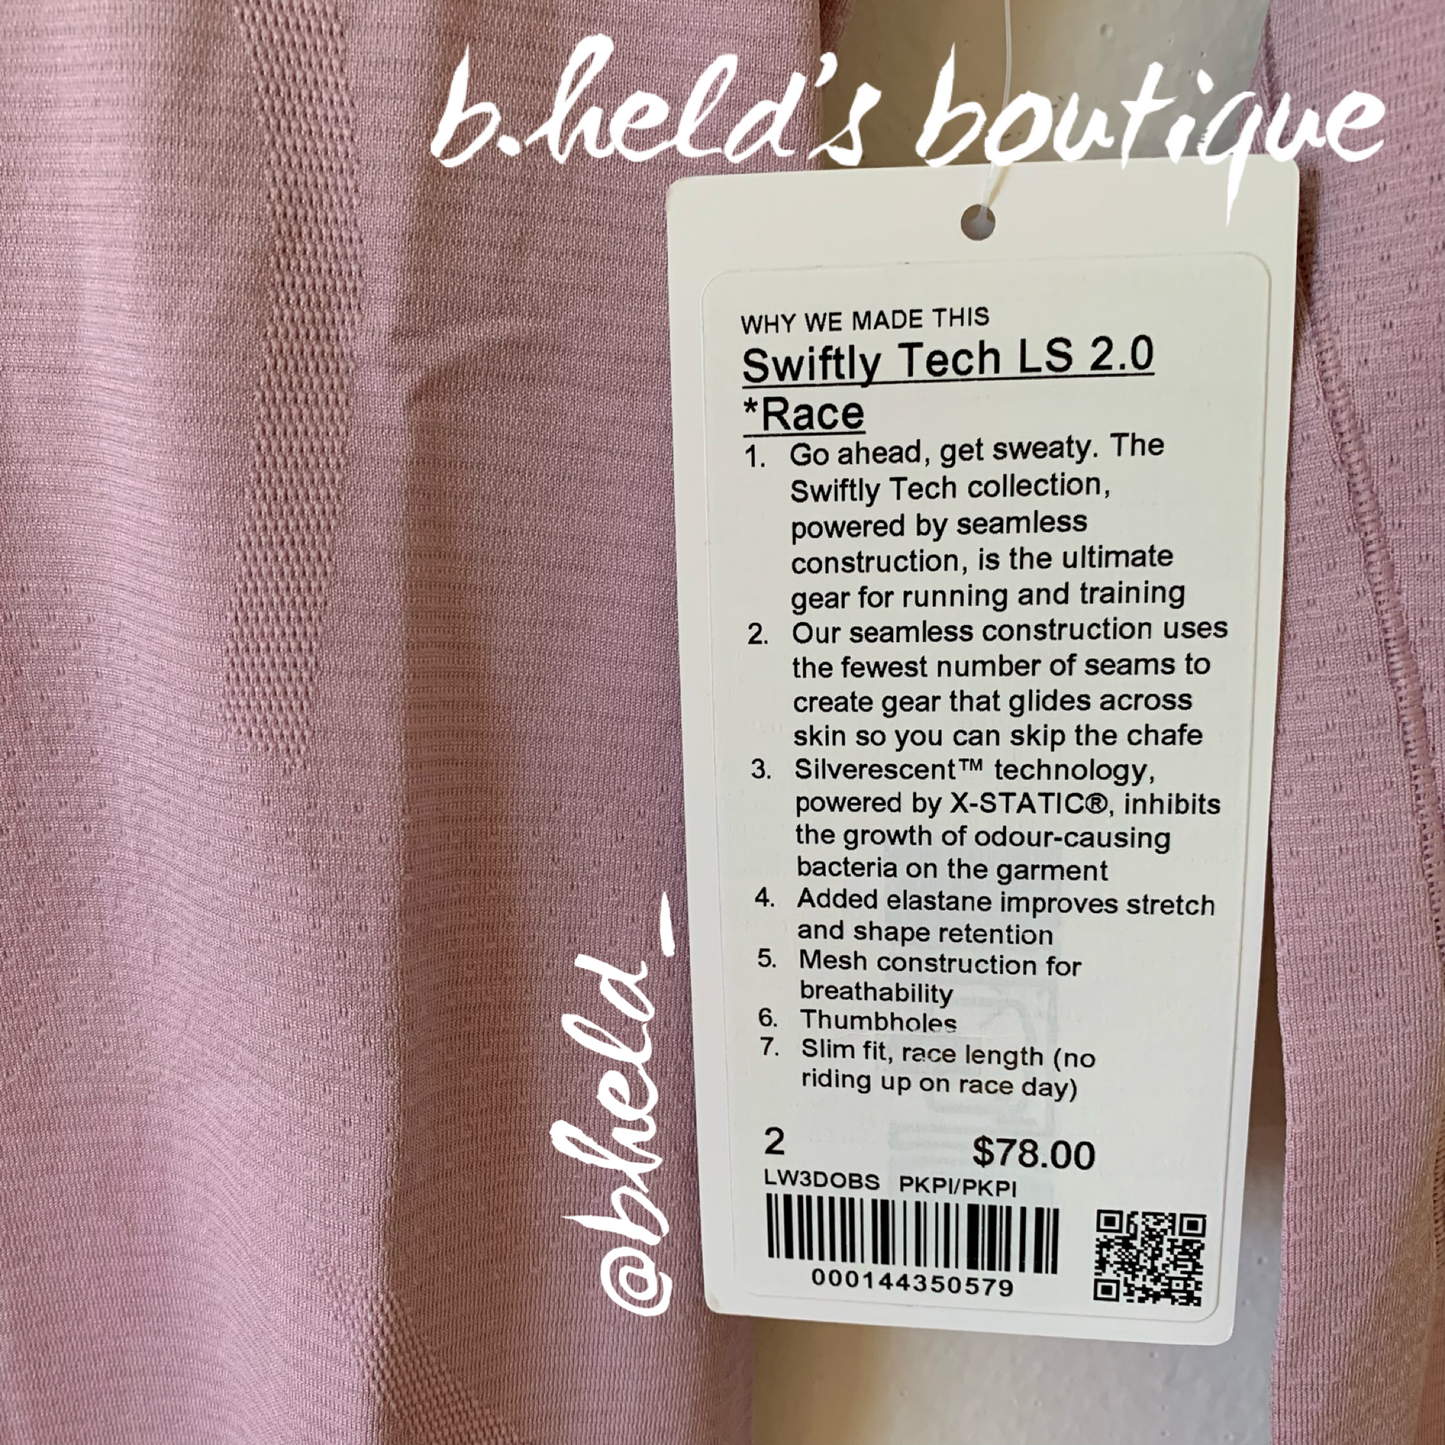 b.held's boutique
WHY WE MADE THIS
Swiftly Tech LS 2.0
*Race
1. Go ahead, get sweaty. The
Swiftly Tech collection,
powered by seamless
construction, is the ultimate
gear for running and training
2. Our seamless construction uses
the fewest number of seams to
create gear that glides across
skin so you can skip the chafe
3. Silverescent™ technology,
powered by X-STATIC®, inhibits
the growth of odour-causing
bacteria on the garment
4. Added elastane improves stretch
and shape retention
5. Mesh construction for
breathability
6. Thumbholes
7. Slim fit, race length (no
riding up on race day)
2 $78.00
LW3DOBS PKPI/PKPI
000144350579
@bheld_